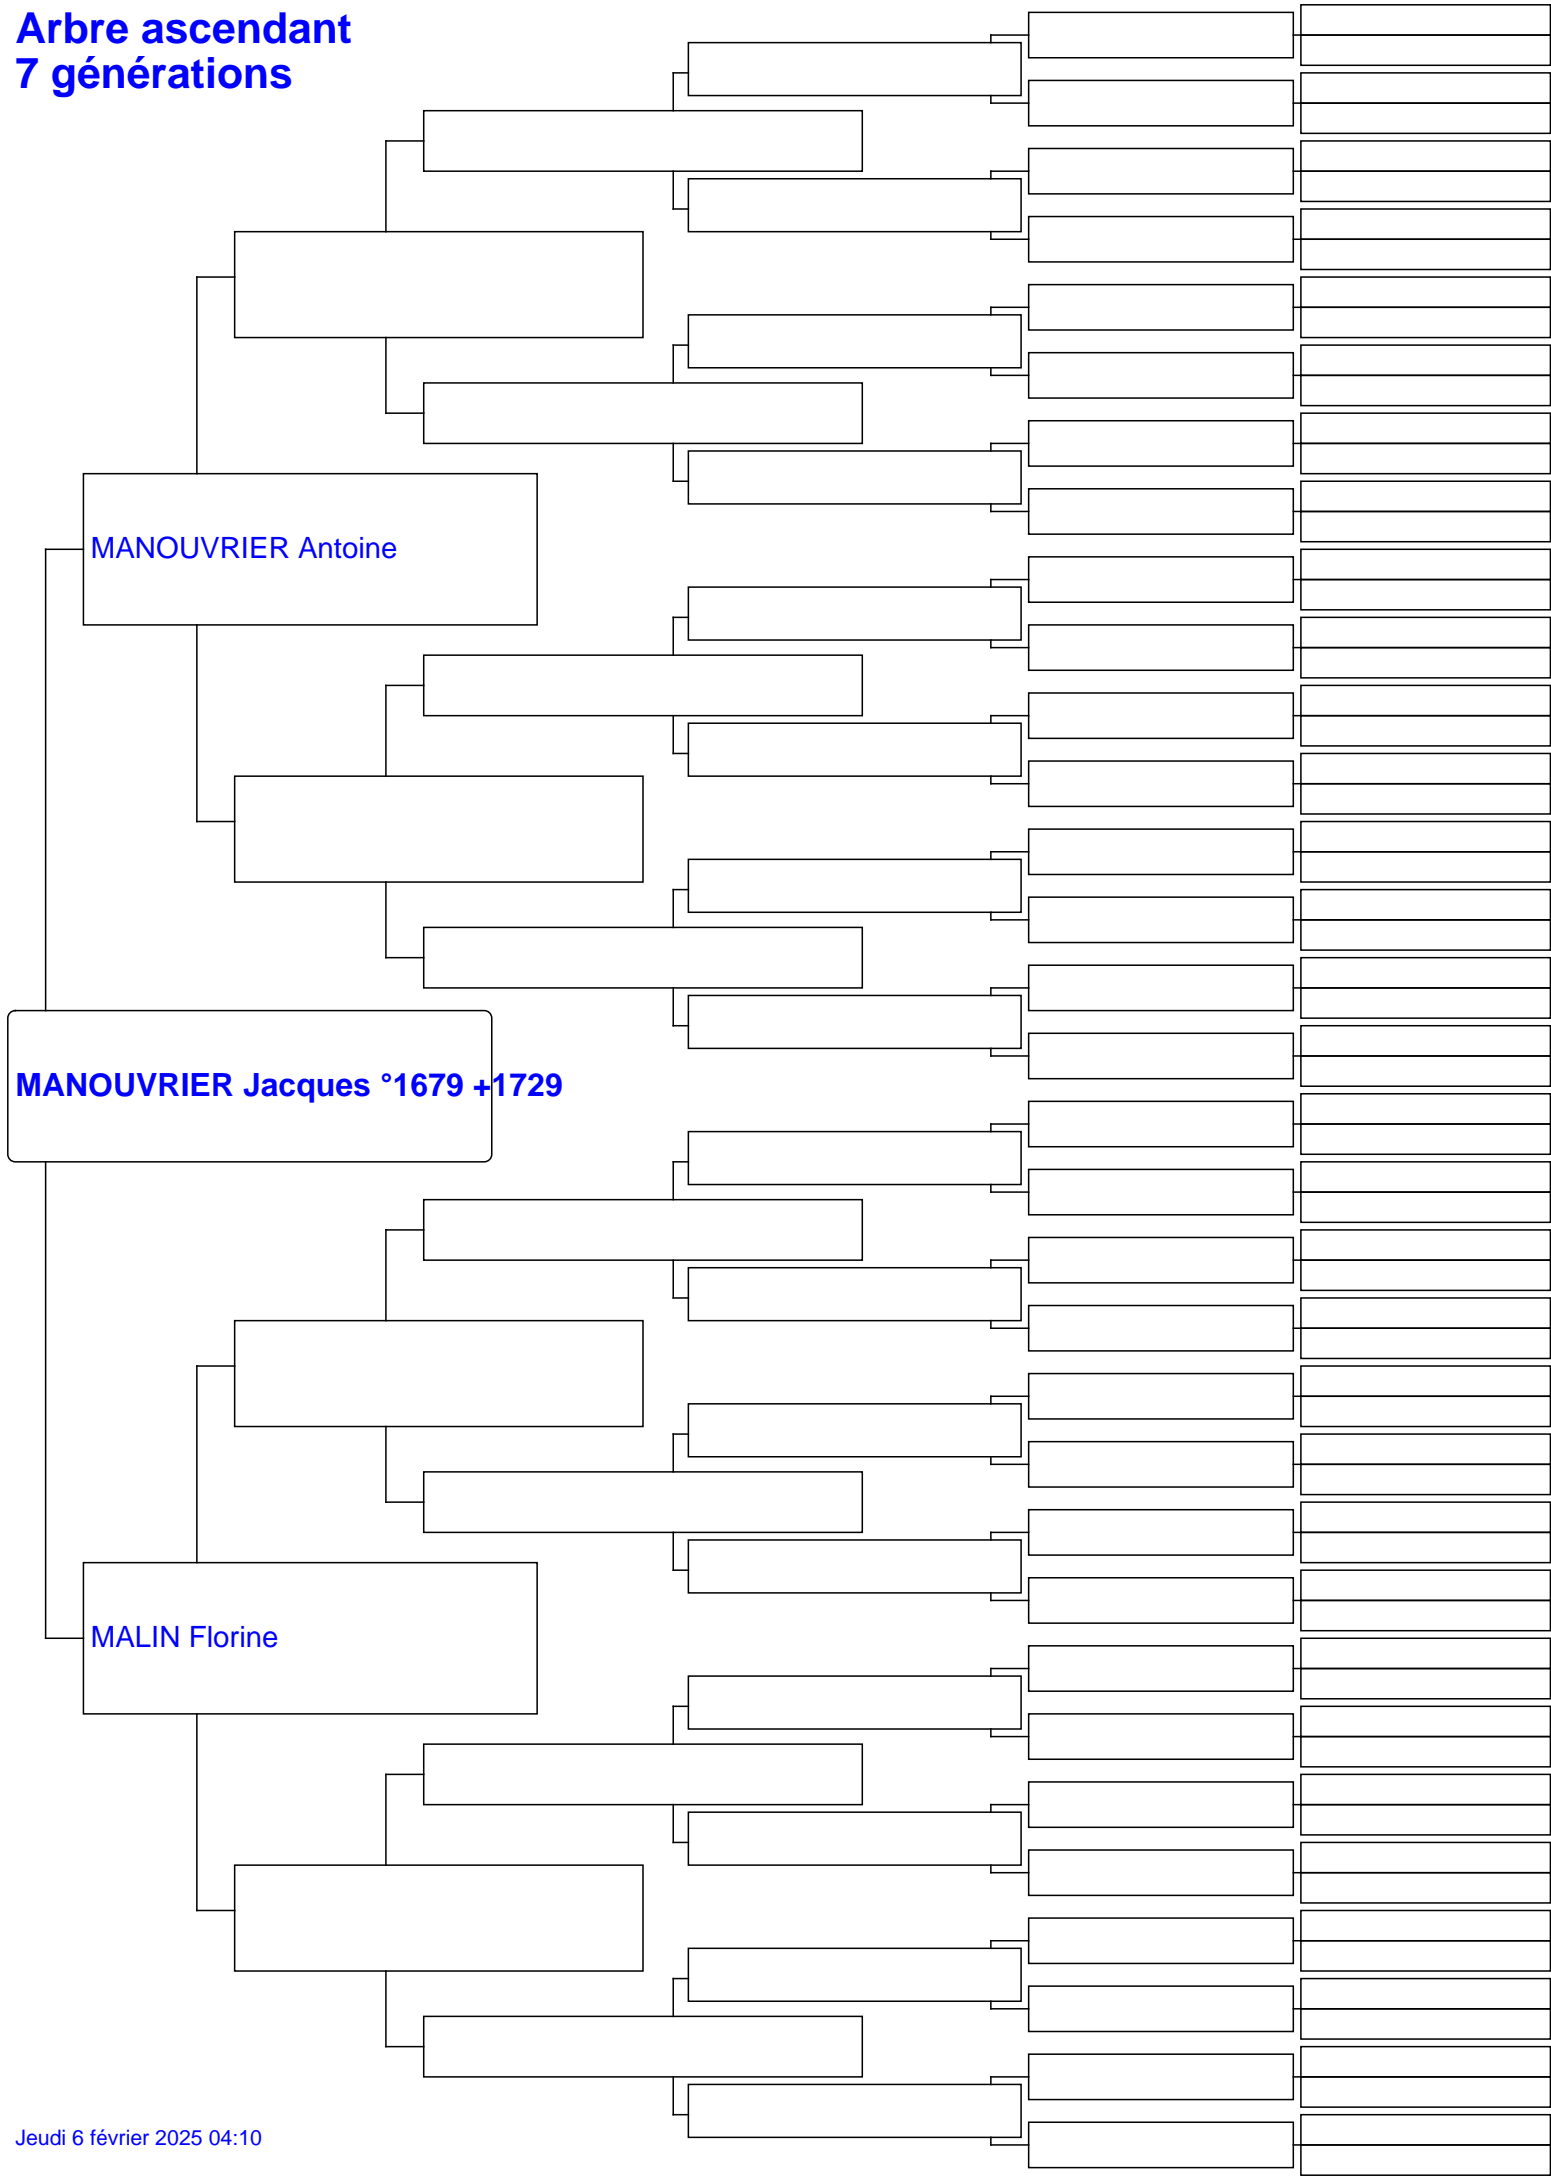 Arbre ascendant
7 générations
MANOUVRIER Antoine
MANOUVRIER Jacques °1679 +1729
MALIN Florine
Jeudi 6 février 2025 04:10